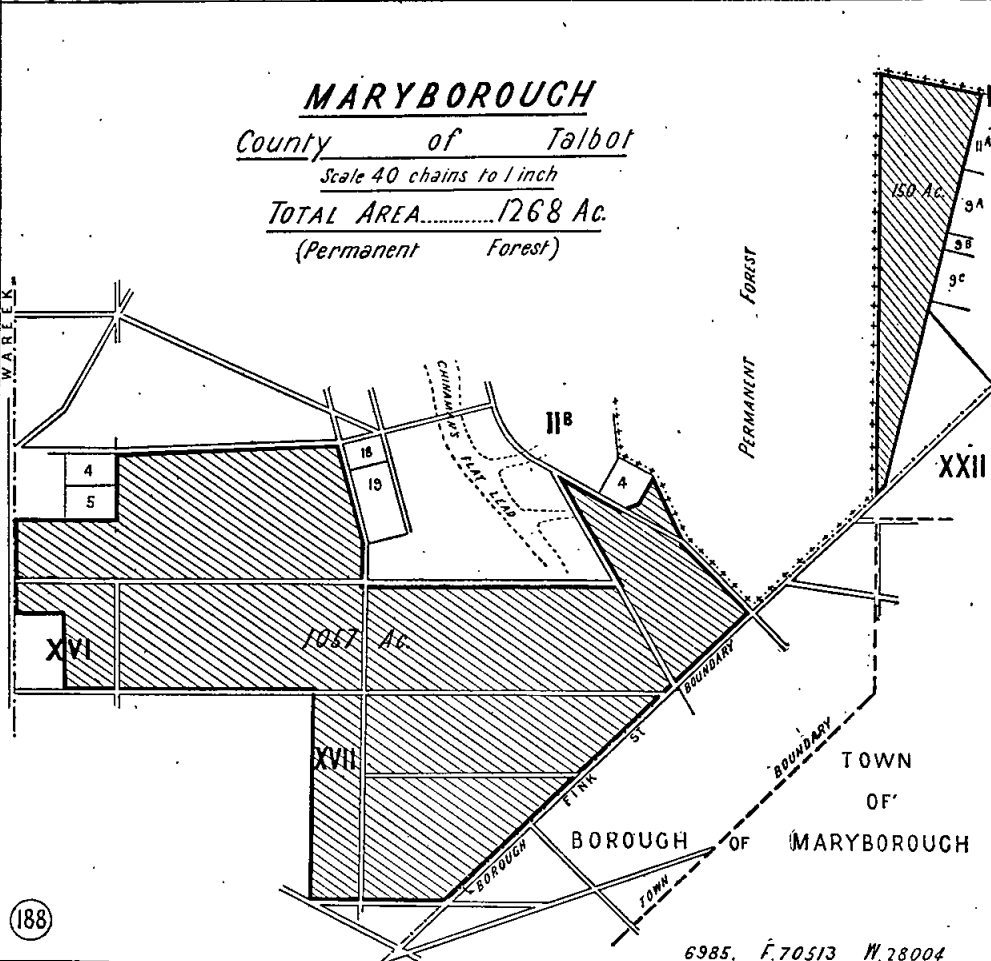 MARYBOROUGH
County of Talbot
Scale 40 chains to 1 inch
TOTAL AREA............1268 Ac.
(Permanent Forest)
WAREEK
CHINAMAN'S FLAT LEAD
IIB
PERMANENT FOREST
150 Ac.
11A
9A
9B
9C
XXII
4
5
18
19
4
XVI
XVII
BOROUGH FINK ST BOUNDARY
TOWN BOUNDARY
BOROUGH OF
TOWN
OF
MARYBOROUGH
188
6985. F.70513 W.28004